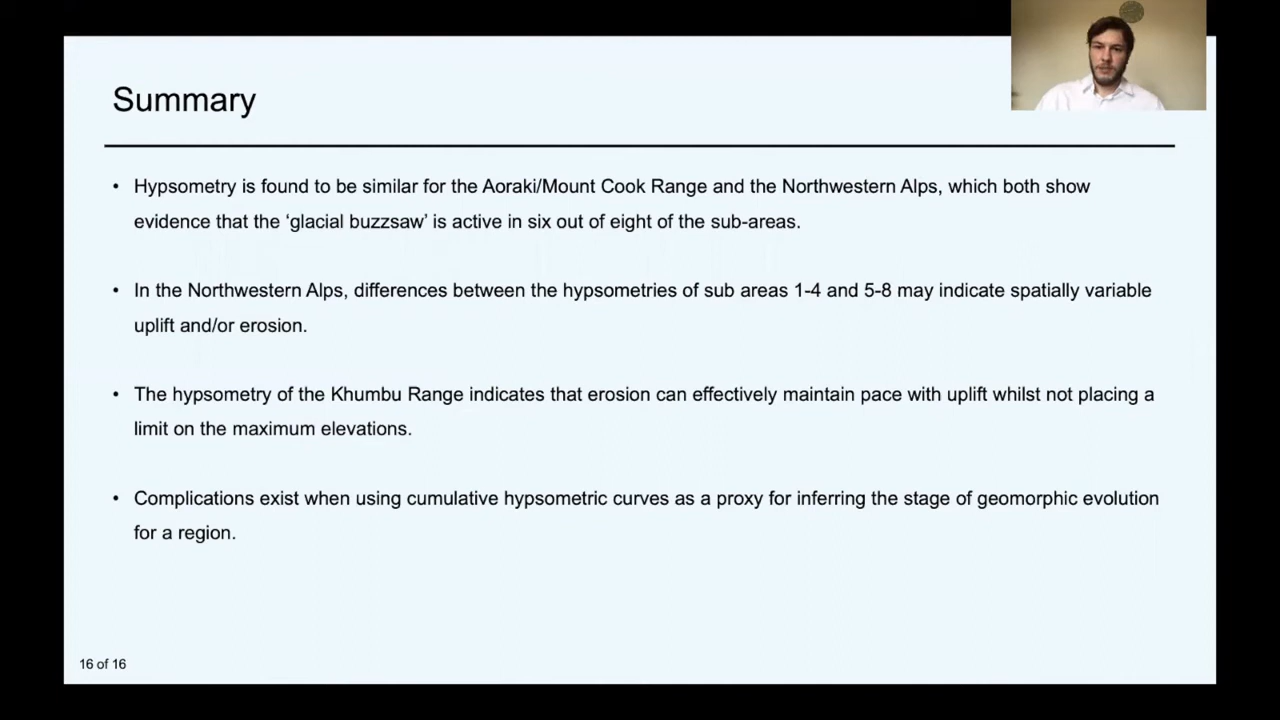 Summary
• Hypsometry is found to be similar for the Aoraki/Mount Cook Range and the Northwestern Alps, which both show
evidence that the ‘glacial buzzsaw’ is active in six out of eight of the sub-areas.
• In the Northwestern Alps, differences between the hypsometries of sub areas 1-4 and 5-8 may indicate spatially variable
uplift and/or erosion.
• The hypsometry of the Khumbu Range indicates that erosion can effectively maintain pace with uplift whilst not placing a
limit on the maximum elevations.
• Complications exist when using cumulative hypsometric curves as a proxy for inferring the stage of geomorphic evolution
for a region.
16 of 16